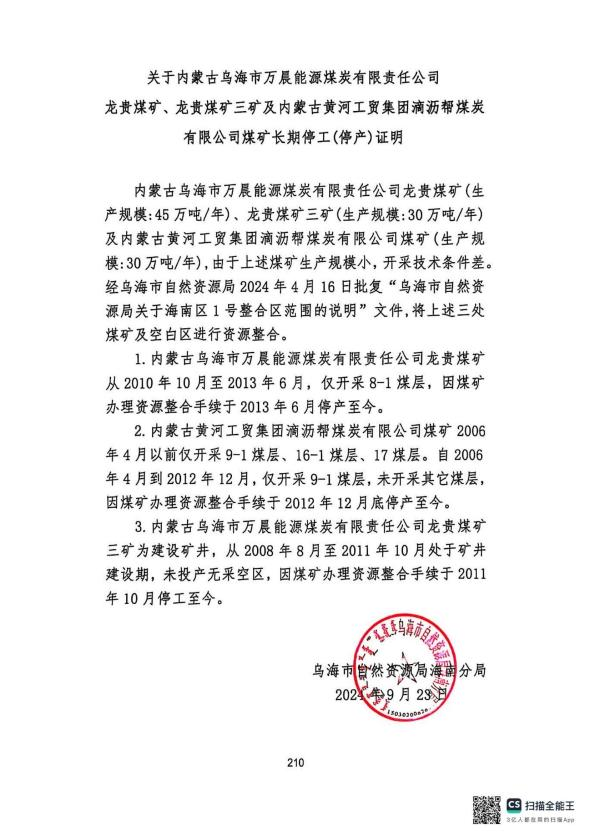 关于内蒙古乌海市万晨能源煤炭有限责任公司
龙贵煤矿、龙贵煤矿三矿及内蒙古黄河工贸集团滴沥帮煤炭
有限公司煤矿长期停工(停产)证明
内蒙古乌海市万晨能源煤炭有限责任公司龙贵煤矿(生
产规模:45万吨/年)、龙贵煤矿三矿(生产规模:30万吨/年)
及内蒙古黄河工贸集团滴沥帮煤炭有限公司煤矿(生产规
模:30万吨/年),由于上述煤矿生产规模小,开采技术条件差。
经乌海市自然资源局2024年4月16日批复“乌海市自然资
源局关于海南区1号整合区范围的说明”文件,将上述三处
煤矿及空白区进行资源整合。
1.内蒙古乌海市万晨能源煤炭有限责任公司龙贵煤矿
从2010年10月至2013年6月，仅开采8-1煤层，因煤矿
办理资源整合手续于2013年6月停产至今。
2.内蒙古黄河工贸集团滴沥帮煤炭有限公司煤矿2006
年4月以前仅开采9-1煤层、16-1煤层、17煤层。自2006
年4月到2012年12月,仅开采9-1煤层,未开采其它煤层,
因煤矿办理资源整合手续于2012年12月底停产至今。
3.内蒙古乌海市万晨能源煤炭有限责任公司龙贵煤矿
三矿为建设矿井，从2008年8月至2011年10月处于矿井
建设期，未投产无采空区，因煤矿办理资源整合手续于2011
年10月停工至今。
乌海市自然资源局海南分局
2024年9月23日
210
CS 扫描全能王
3亿人都在用的扫描App